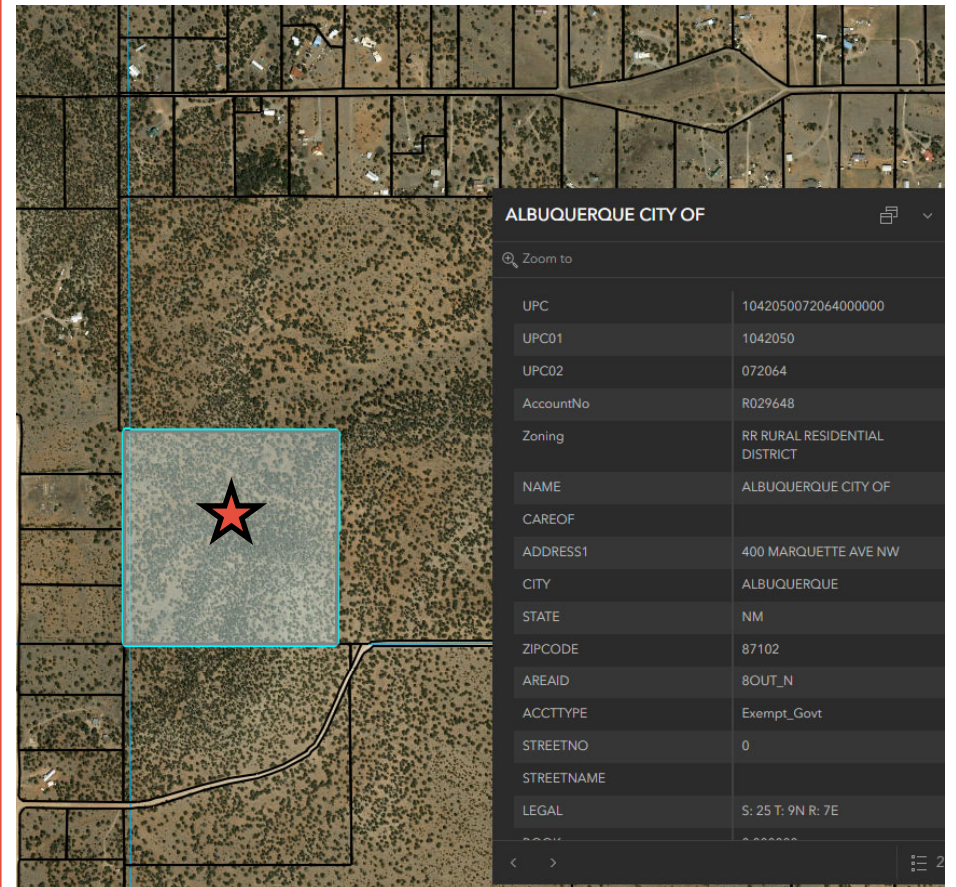 ALBUQUERQUE CITY OF
Zoom to
UPC 1042050072064000000
UPC01 1042050
UPC02 072064
AccountNo R029648
Zoning RR RURAL RESIDENTIAL
DISTRICT
NAME ALBUQUERQUE CITY OF
CAREOF
ADDRESS1 400 MARQUETTE AVE NW
CITY ALBUQUERQUE
STATE NM
ZIPCODE 87102
AREAID 8OUT_N
ACCTTYPE Exempt_Govt
STREETNO 0
STREETNAME
LEGAL S: 25 T: 9N R: 7E
2